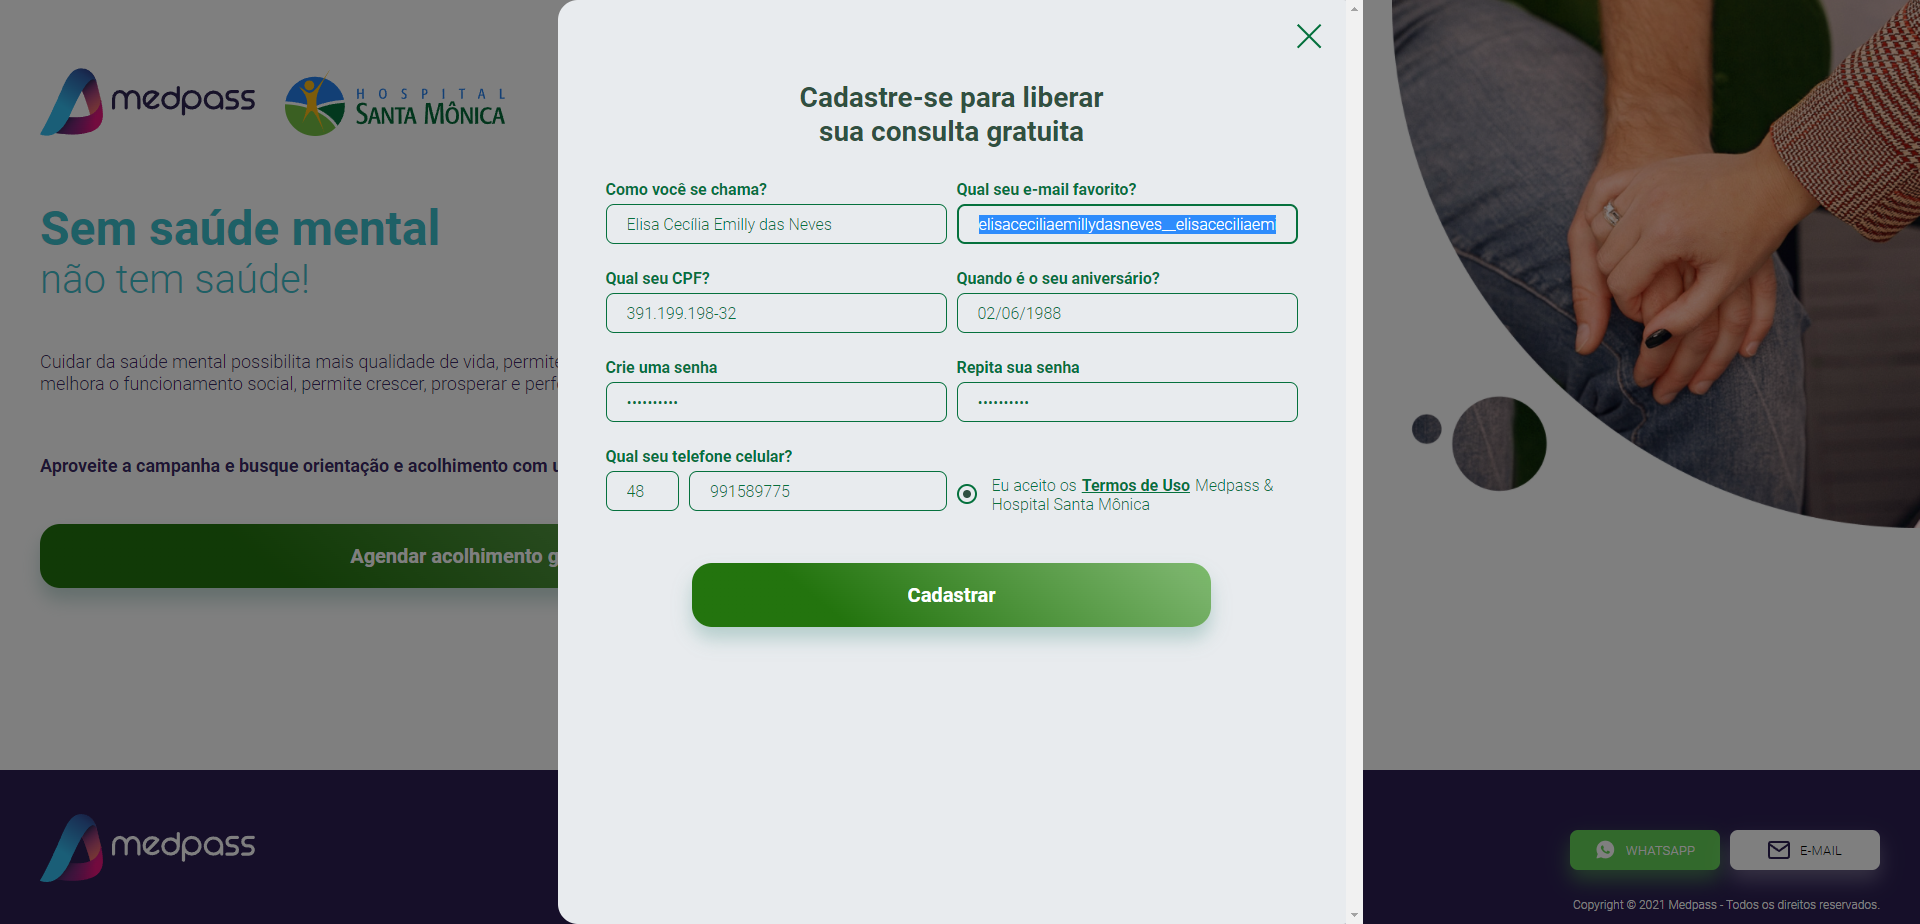 medpass
HOSPITAL
SANTA MÔNICA
Sem saúde mental
não tem saúde!
Cuidar da saúde mental possibilita mais qualidade de vida, permite
melhora o funcionamento social, permite crescer, prosperar e perf
Aproveite a campanha e busque orientação e acolhimento com u
Agendar acolhimento g
Cadastre-se para liberar
sua consulta gratuita
Como você se chama?
Elisa Cecília Emilly das Neves
Qual seu e-mail favorito?
elisaceciliaemillydasneves__elisaceciliaemi
Qual seu CPF?
391.199.198-32
Quando é o seu aniversário?
02/06/1988
Crie uma senha
••••••••••
Repita sua senha
••••••••••
Qual seu telefone celular?
48
991589775
Eu aceito os Termos de Uso Medpass &
Hospital Santa Mônica
Cadastrar
medpass
WHATSAPP
E-MAIL
Copyright © 2021 Medpass - Todos os direitos reservados.